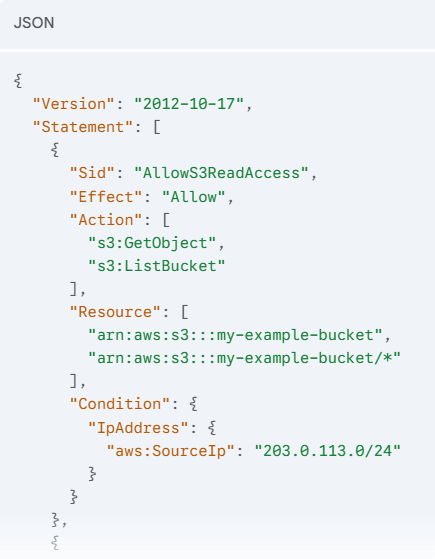 JSON
{
  "Version": "2012-10-17",
  "Statement": [
    {
      "Sid": "AllowS3ReadAccess",
      "Effect": "Allow",
      "Action": [
        "s3:GetObject",
        "s3:ListBucket"
      ],
      "Resource": [
        "arn:aws:s3:::my-example-bucket",
        "arn:aws:s3:::my-example-bucket/*"
      ],
      "Condition": {
        "IpAddress": {
          "aws:SourceIp": "203.0.113.0/24"
        }
      }
    },
    {